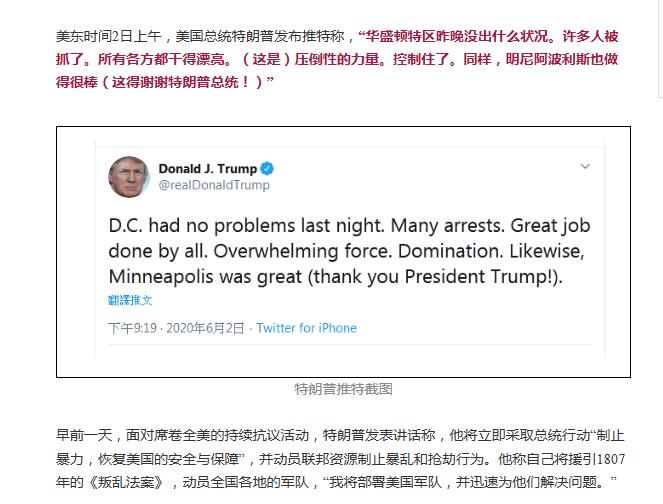 美东时间2日上午，美国总统特朗普发布推特称，“华盛顿特区昨晚没出什么状况。许多人被
抓了。所有各方都干得漂亮。（这是）压倒性的力量。控制住了。同样，明尼阿波利斯也做
得很棒（这得谢谢特朗普总统！）”
Donald J. Trump
@realDonaldTrump
D.C. had no problems last night. Many arrests. Great job
done by all. Overwhelming force. Domination. Likewise,
Minneapolis was great (thank you President Trump!).
翻譯推文
下午9:19 · 2020年6月2日 · Twitter for iPhone
特朗普推特截图
早前一天，面对席卷全美的持续抗议活动，特朗普发表讲话称，他将立即采取总统行动“制止
暴力，恢复美国的安全与保障”，并动员联邦资源制止暴乱和抢劫行为。他称自己将援引1807
年的《叛乱法案》，动员全国各地的军队，“我将部署美国军队，并迅速为他们解决问题。”